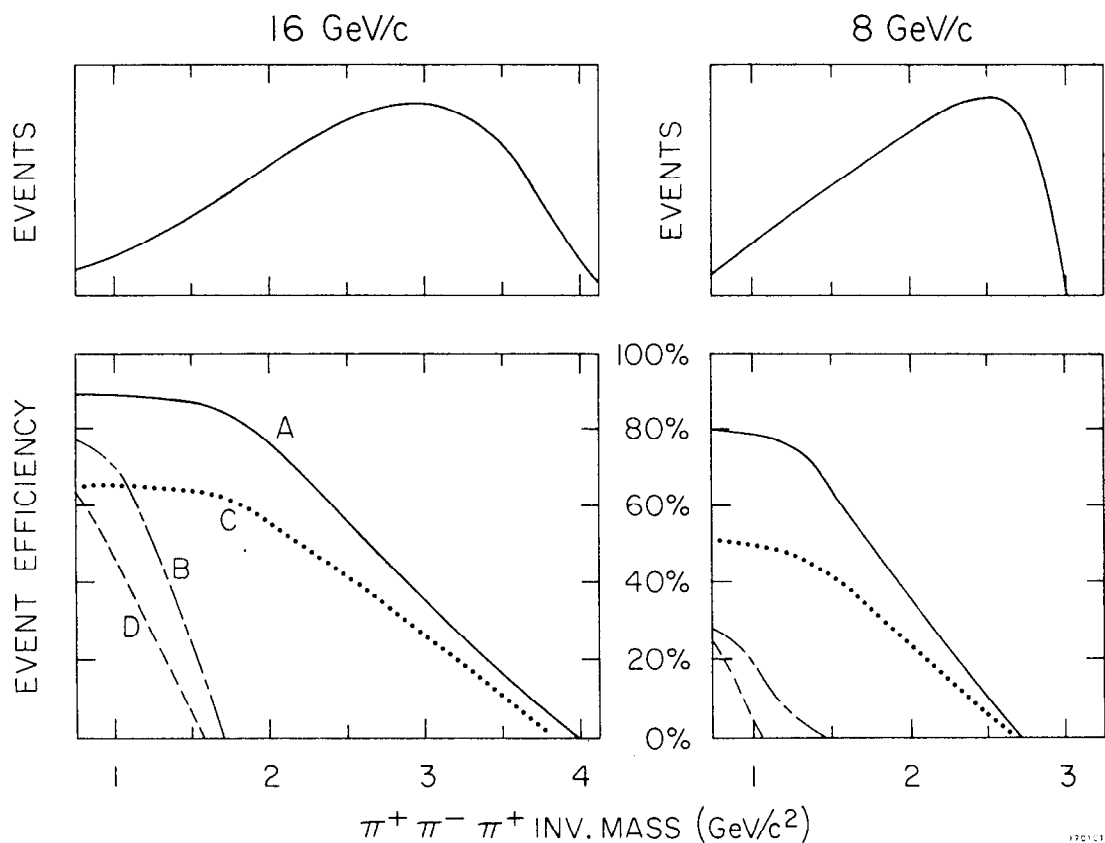 16 GeV/c
8 GeV/c
EVENTS
EVENTS
EVENT EFFICIENCY
A
B
C
D
100%
80%
60%
40%
20%
0%
1 2 3 4
1 2 3
π⁺ π⁻ π⁺ INV. MASS (GeV/c²)